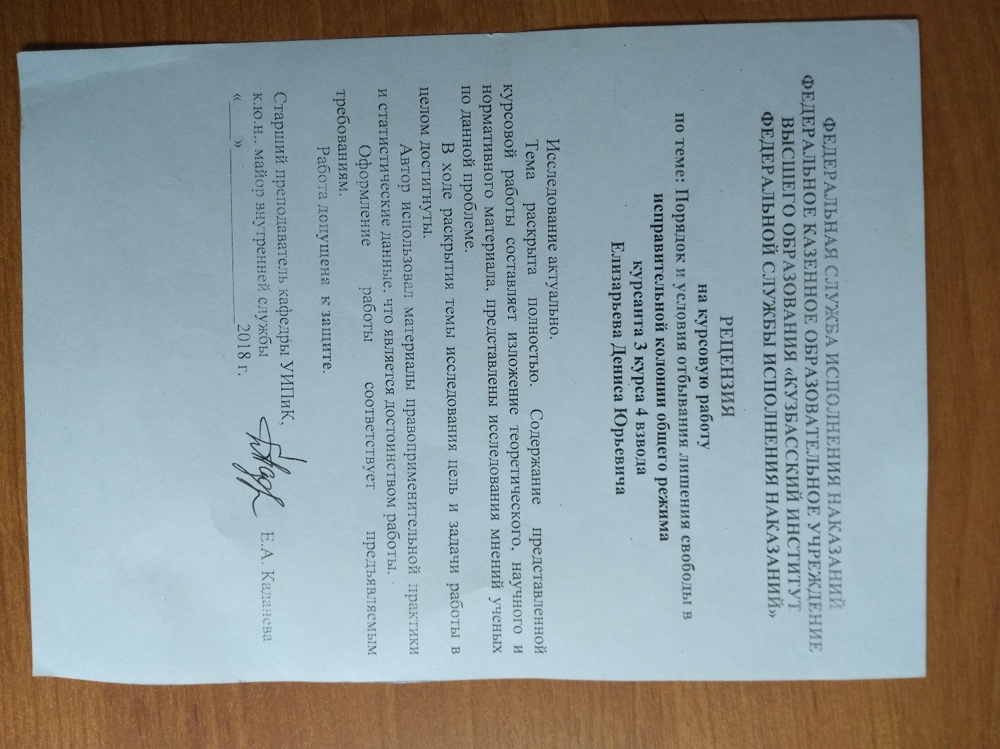 ФЕДЕРАЛЬНАЯ СЛУЖБА ИСПОЛНЕНИЯ НАКАЗАНИЙ
ФЕДЕРАЛЬНОЕ КАЗЕННОЕ ОБРАЗОВАТЕЛЬНОЕ УЧРЕЖДЕНИЕ
ВЫСШЕГО ОБРАЗОВАНИЯ «КУЗБАССКИЙ ИНСТИТУТ
ФЕДЕРАЛЬНОЙ СЛУЖБЫ ИСПОЛНЕНИЯ НАКАЗАНИЙ»
РЕЦЕНЗИЯ
на курсовую работу
по теме: Порядок и условия отбывания лишения свободы в
исправительной колонии общего режима
курсанта 3 курса 4 взвода
Елизарьева Дениса Юрьевича
Исследование актуально.
Тема раскрыта полностью. Содержание представленной
курсовой работы составляет изложение теоретического, научного и
нормативного материала, представлены исследования мнений ученых
по данной проблеме.
В ходе раскрытия темы исследования цель и задачи работы в
целом достигнуты.
Автор использовал материалы правоприменительной практики
и статистические данные, что является достоинством работы.
Оформление работы соответствует предъявляемым
требованиям.
Работа допущена к защите.
Старший преподаватель кафедры УИПиК,
к.ю.н.. майор внутренней службы Е.А. Каданева
«____» ____________________ 2018 г.